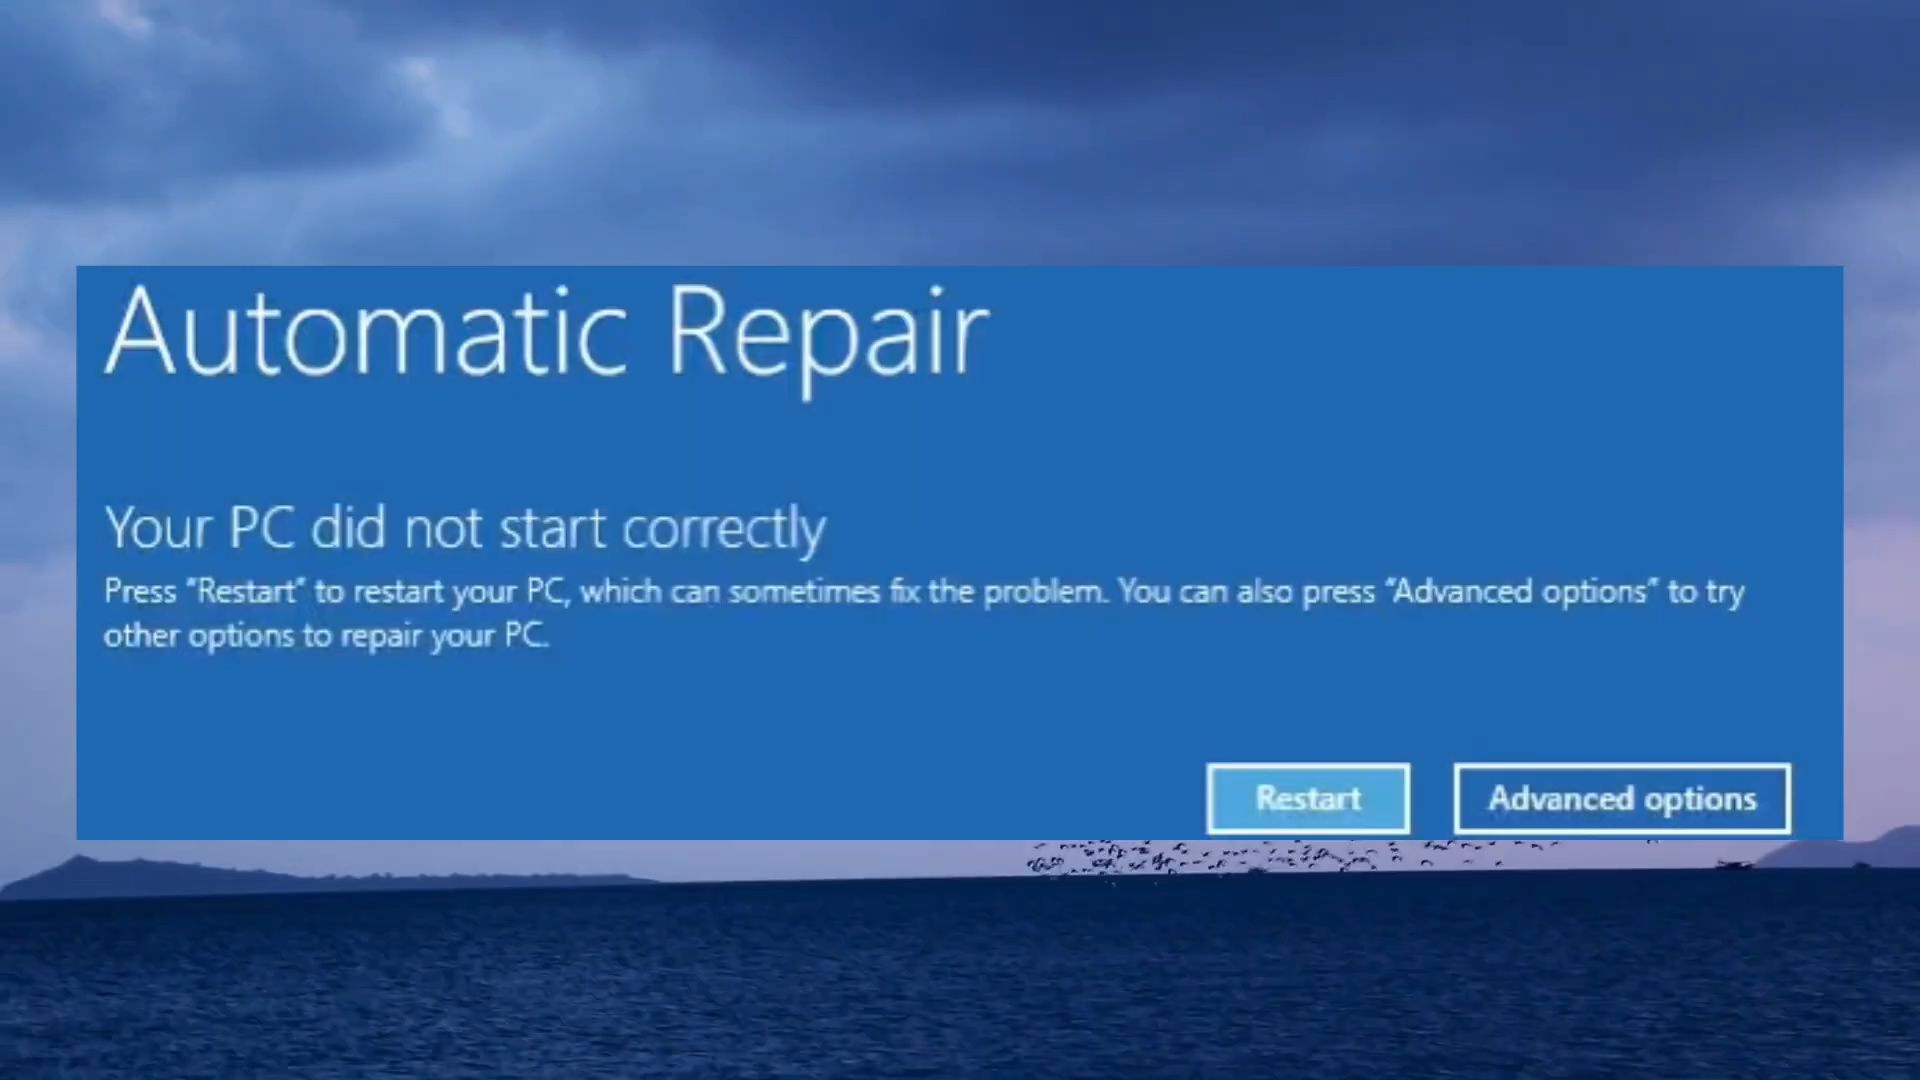 Automatic Repair
Your PC did not start correctly
Press "Restart" to restart your PC, which can sometimes fix the problem. You can also press "Advanced options" to try
other options to repair your PC.
Restart
Advanced options